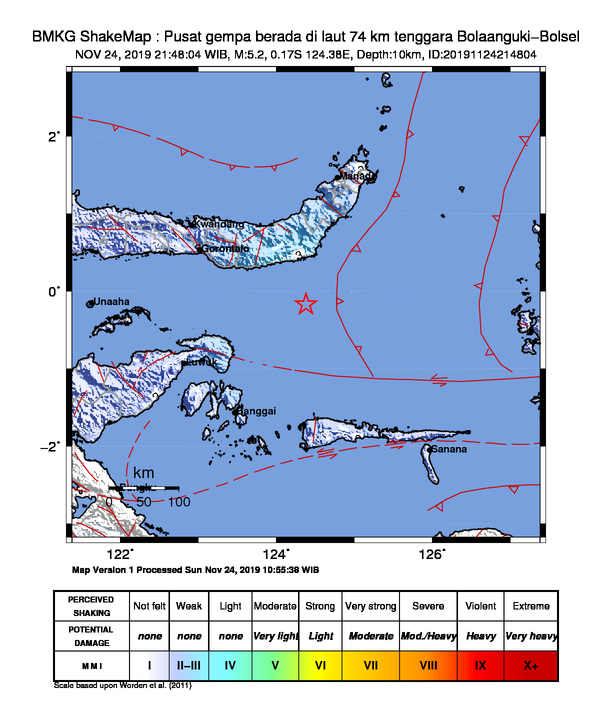 BMKG ShakeMap : Pusat gempa berada di laut 74 km tenggara Bolaanguki−Bolsel
NOV 24, 2019 21:48:04 WIB, M:5.2, 0.17S 124.38E, Depth:10km, ID:20191124214804
2°
0°
−2°
Manado
Kwandang
Gorontalo
Unaaha
Luwuk
Banggai
Sanana
km
0 50 100
122° 124° 126°
Map Version 1 Processed Sun Nov 24, 2019 10:55:38 WIB
PERCEIVED SHAKING Not felt Weak Light Moderate Strong Very strong Severe Violent Extreme
POTENTIAL DAMAGE none none none Very light Light Moderate Mod./Heavy Heavy Very heavy
MMI I II−III IV V VI VII VIII IX X+
Scale based upon Worden et al. (2011)